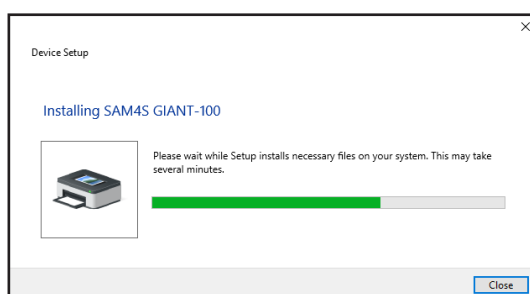 Device Setup
Installing SAM4S GIANT-100
Please wait while Setup installs necessary files on your system. This may take
several minutes.
Close